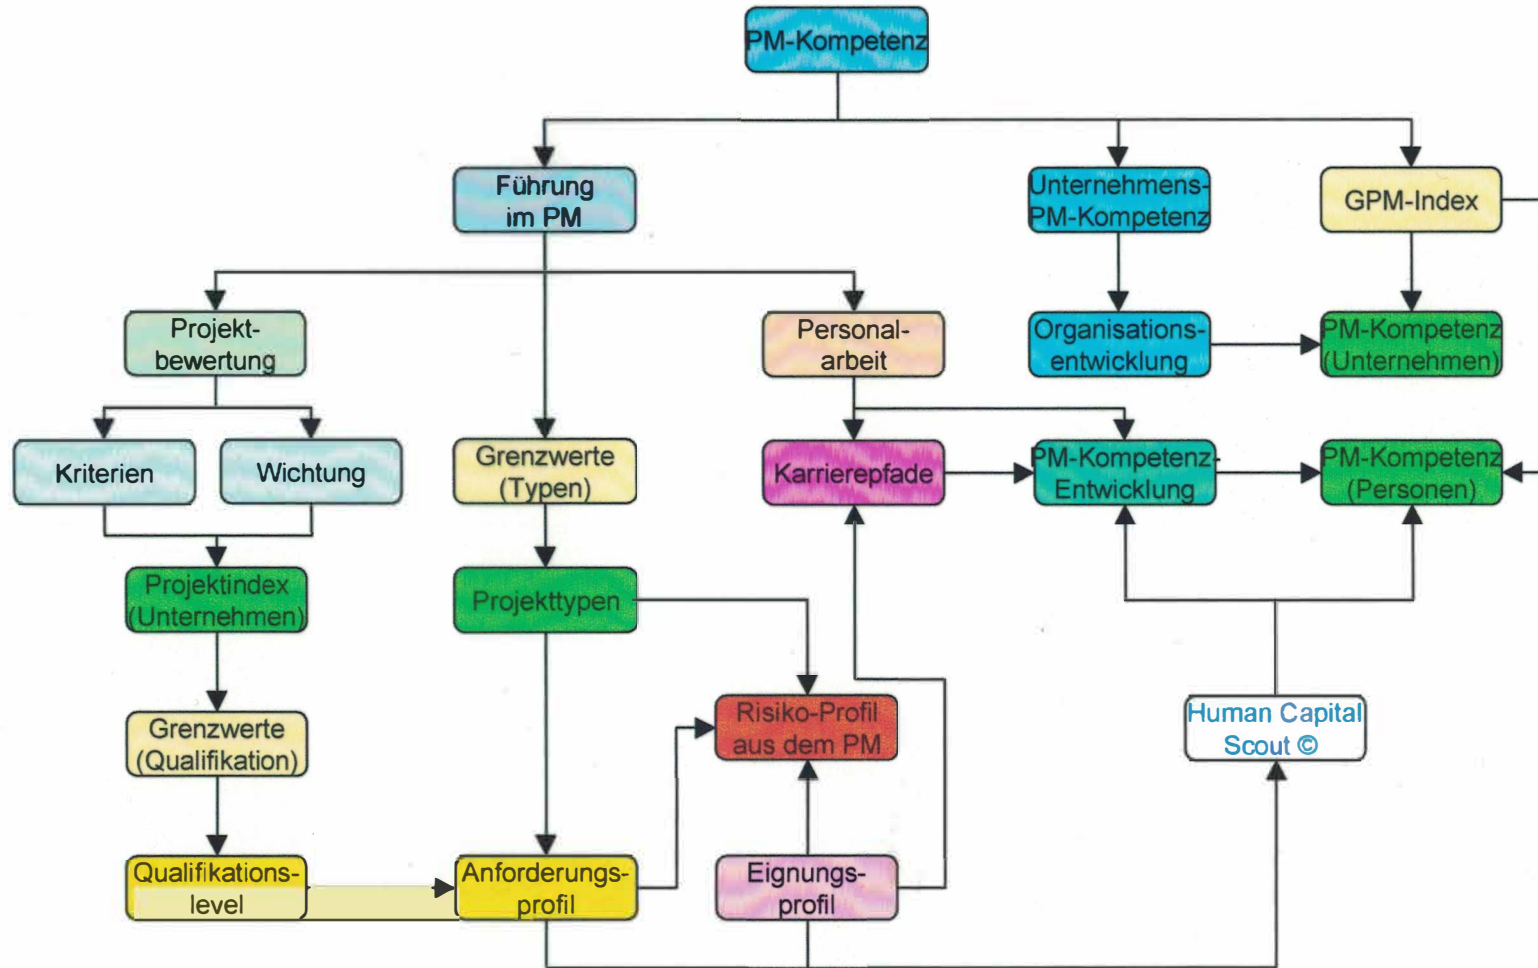 PM-Kompetenz
Führung
im PM
Unternehmens-
PM-Kompetenz
GPM-Index
Projekt-
bewertung
Personal-
arbeit
Organisations-
entwicklung
PM-Kompetenz
(Unternehmen)
Kriterien
Wichtung
Grenzwerte
(Typen)
Karrierepfade
PM-Kompetenz-
Entwicklung
PM-Kompetenz
(Personen)
Projektindex
(Unternehmen)
Projekttypen
Grenzwerte
(Qualifikation)
Risiko-Profil
aus dem PM
Human Capital
Scout ©
Qualifikations-
level
Anforderungs-
profil
Eignungs-
profil